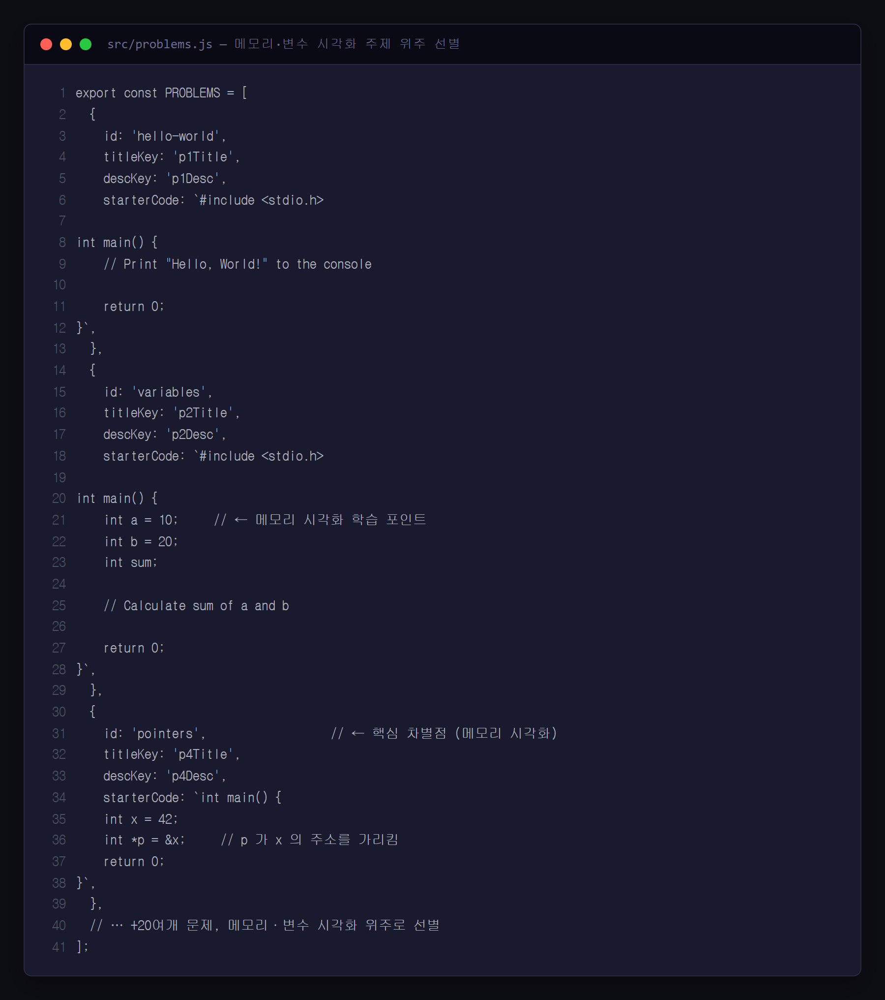 src/problems.js — 메모리·변수 시각화 주제 위주 선별
1 export const PROBLEMS = [
2   {
3     id: 'hello-world',
4     titleKey: 'p1Title',
5     descKey: 'p1Desc',
6     starterCode: `#include <stdio.h>
7
8 int main() {
9     // Print "Hello, World!" to the console
10
11     return 0;
12 }`,
13   },
14   {
15     id: 'variables',
16     titleKey: 'p2Title',
17     descKey: 'p2Desc',
18     starterCode: `#include <stdio.h>
19
20 int main() {
21     int a = 10;     // ← 메모리 시각화 학습 포인트
22     int b = 20;
23     int sum;
24
25     // Calculate sum of a and b
26
27     return 0;
28 }`,
29   },
30   {
31     id: 'pointers',                  // ← 핵심 차별점 (메모리 시각화)
32     titleKey: 'p4Title',
33     descKey: 'p4Desc',
34     starterCode: `int main() {
35     int x = 42;
36     int *p = &x;     // p 가 x 의 주소를 가리킴
37     return 0;
38 }`,
39   },
40   // … +20여개 문제, 메모리·변수 시각화 위주로 선별
41 ];